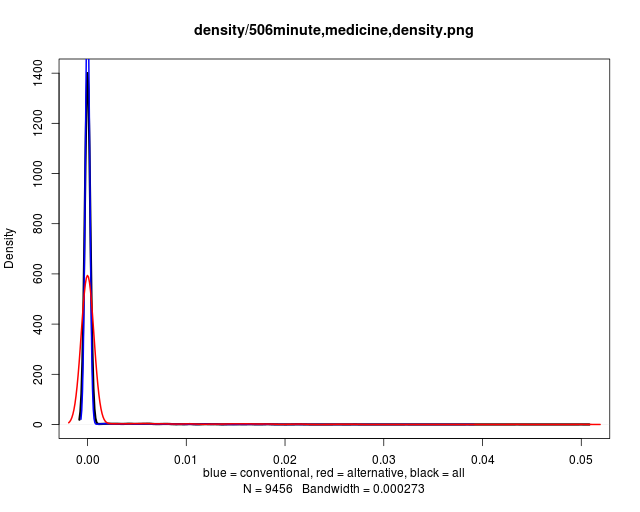 density/506minute,medicine,density.png
Density
1400
1200
1000
800
600
400
200
0
0.00 0.01 0.02 0.03 0.04 0.05
blue = conventional, red = alternative, black = all
N = 9456 Bandwidth = 0.000273